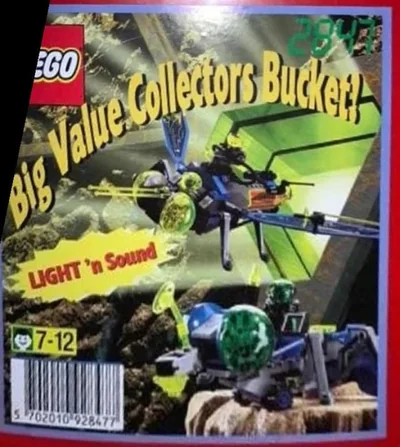 2847
LEGO
Big Value Collectors Bucket!
LIGHT 'n Sound
7-12
5 702010 928477